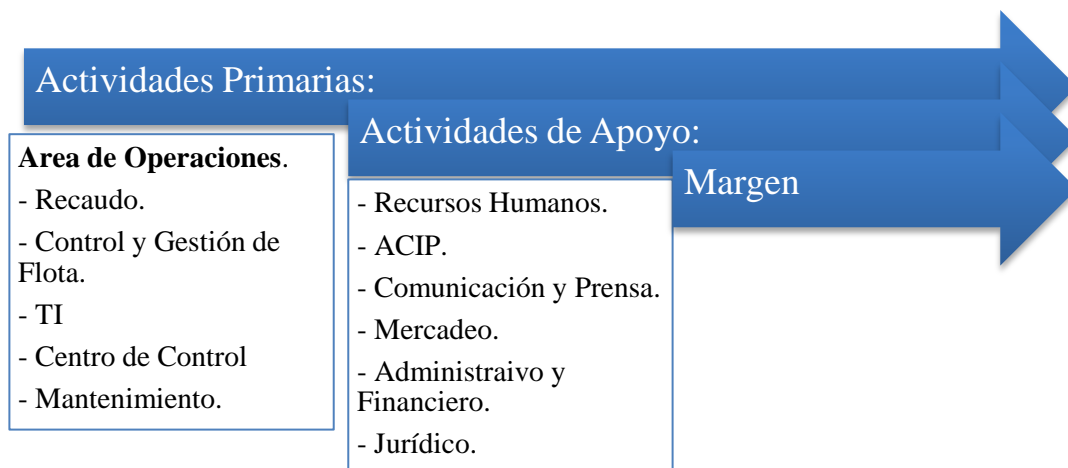 Actividades Primarias:
Area de Operaciones.
- Recaudo.
- Control y Gestión de
Flota.
- TI
- Centro de Control
- Mantenimiento.
Actividades de Apoyo:
- Recursos Humanos.
- ACIP.
- Comunicación y Prensa.
- Mercadeo.
- Administraivo y
Financiero.
- Jurídico.
Margen